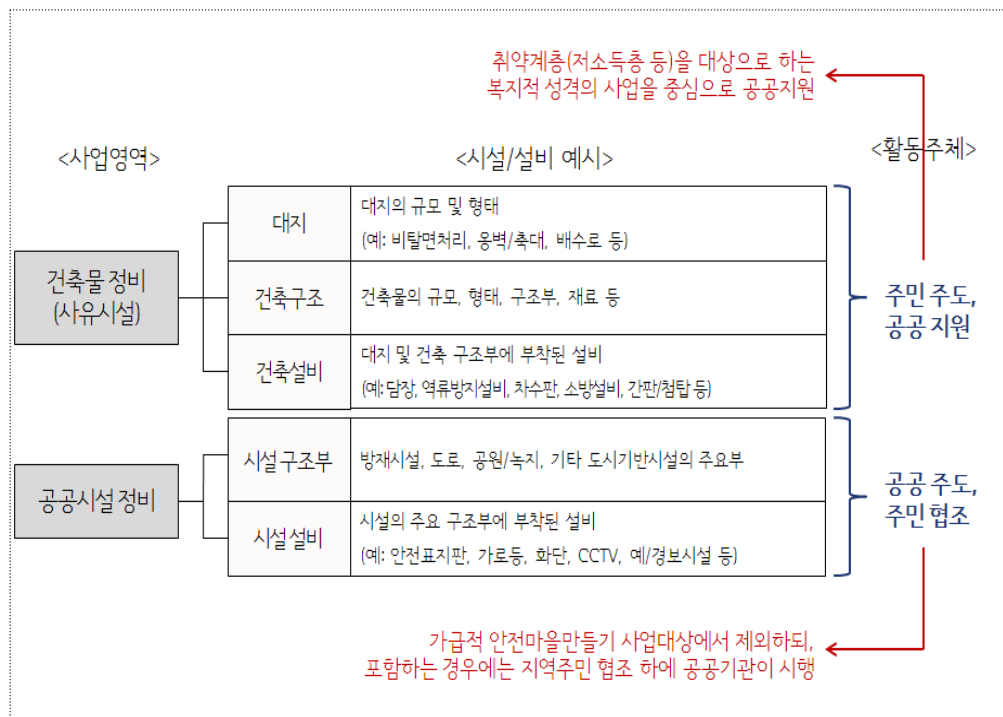 취약계층(저소득층 등)을 대상으로 하는
복지적 성격의 사업을 중심으로 공공지원
<사업영역>
<시설/설비 예시>
<활동주체>
건축물 정비
(사유시설)
대지
대지의 규모 및 형태
(예: 비탈면처리, 옹벽/축대, 배수로 등)
건축구조
건축물의 규모, 형태, 구조부, 재료 등
건축설비
대지 및 건축 구조부에 부착된 설비
(예: 담장, 역류방지설비, 차수판, 소방설비, 간판/첨탑 등)
주민 주도,
공공 지원
공공시설 정비
시설 구조부
방재시설, 도로, 공원/녹지, 기타 도시기반시설의 주요부
시설 설비
시설의 주요 구조부에 부착된 설비
(예: 안전표지판, 가로등, 화단, CCTV, 예/경보시설 등)
공공 주도,
주민 협조
가급적 안전마을만들기 사업대상에서 제외하되,
포함하는 경우에는 지역주민 협조 하에 공공기관이 시행